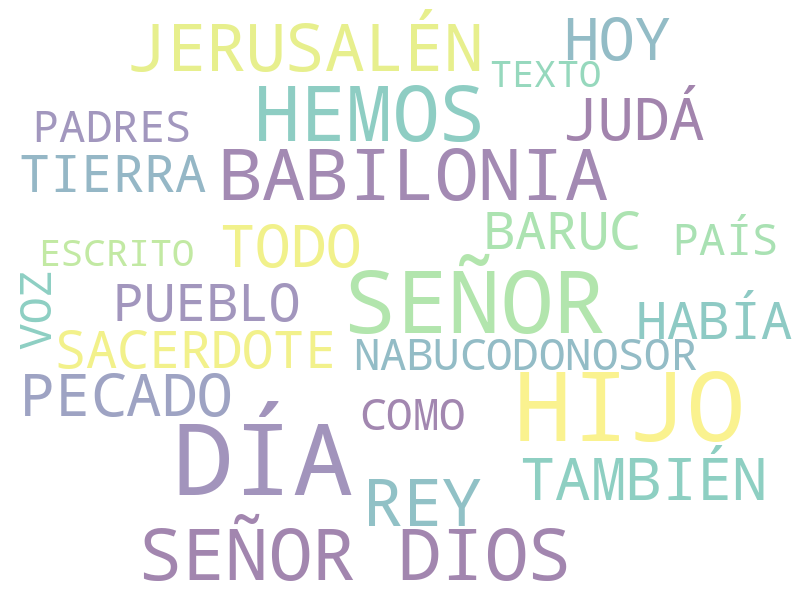 JERUSALÉN
HOY
TEXTO
HEMOS
JUDÁ
PADRES
TIERRA
BABILONIA
BARUC
PAÍS
ESCRITO
TODO
SEÑOR
VOZ
PUEBLO
HABÍA
SACERDOTE
NABUCODONOSOR
PECADO
HIJO
COMO
DÍA
TAMBIÉN
REY
SEÑOR DIOS